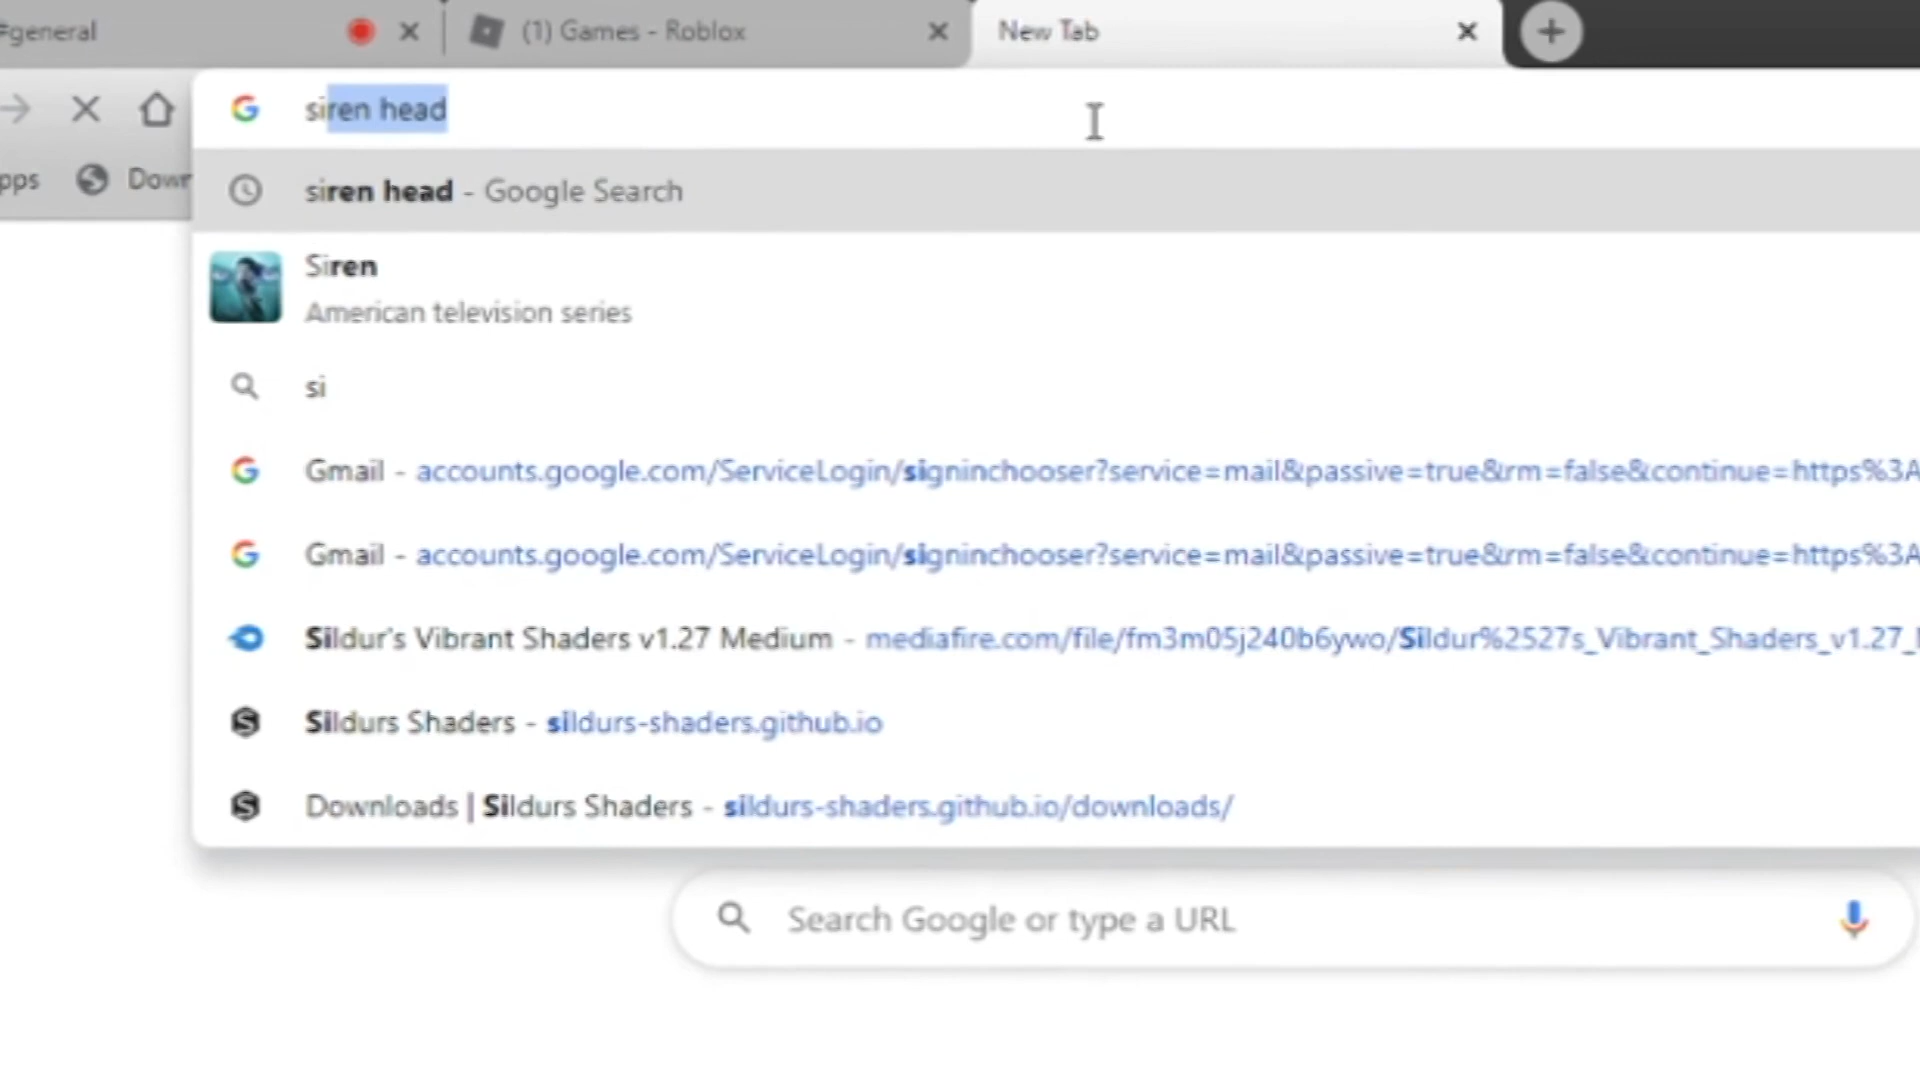 #general
(1) Games - Roblox
New Tab
siren head
siren head - Google Search
Siren
American television series
si
Gmail - accounts.google.com/ServiceLogin/signinchooser?service=mail&passive=true&rm=false&continue=https%3A
Gmail - accounts.google.com/ServiceLogin/signinchooser?service=mail&passive=true&rm=false&continue=https%3A
Sildur's Vibrant Shaders v1.27 Medium - mediafire.com/file/fm3m05j240b6ywo/Sildur%2527s_Vibrant_Shaders_v1.27_
Sildurs Shaders - sildurs-shaders.github.io
Downloads | Sildurs Shaders - sildurs-shaders.github.io/downloads/
Search Google or type a URL